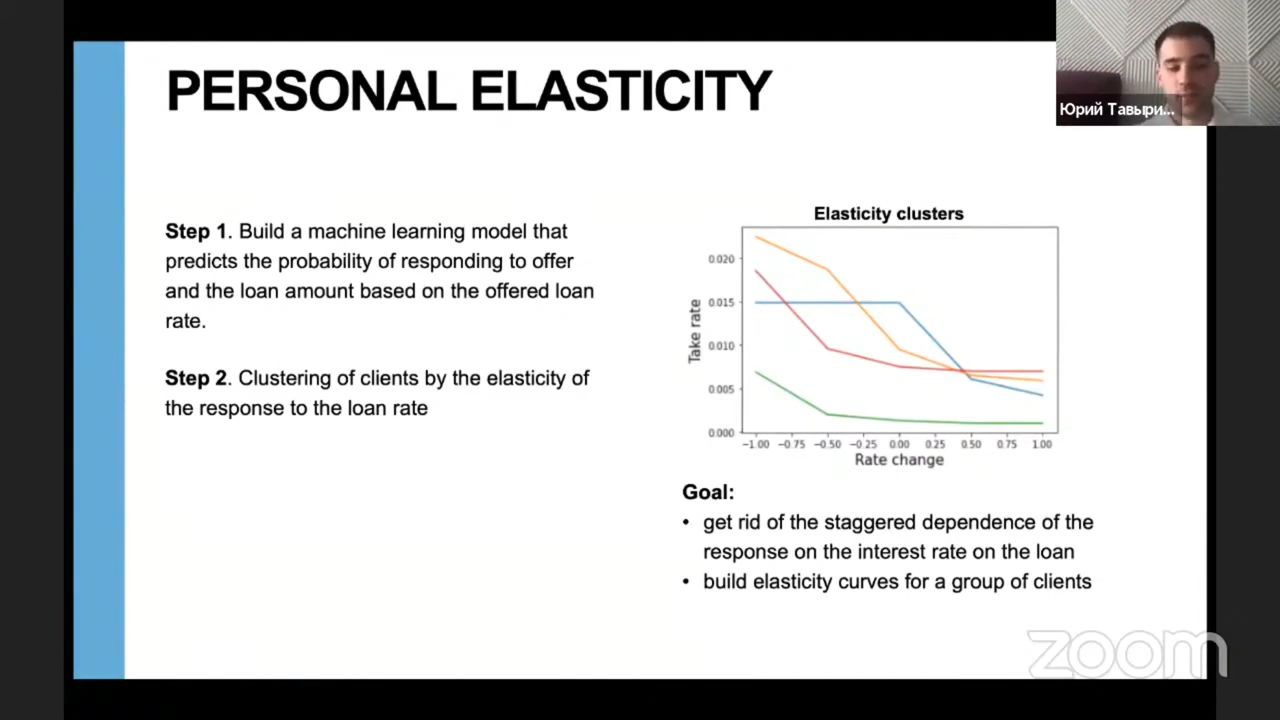 PERSONAL ELASTICITY
Юрий Тавыри...
Step 1. Build a machine learning model that
predicts the probability of responding to offer
and the loan amount based on the offered loan
rate.
Step 2. Clustering of clients by the elasticity of
the response to the loan rate
Elasticity clusters
Take rate
0.020
0.015
0.010
0.005
0.000
−1.00 −0.75 −0.50 −0.25 0.00 0.25 0.50 0.75 1.00
Rate change
Goal:
• get rid of the staggered dependence of the
response on the interest rate on the loan
• build elasticity curves for a group of clients
zoom